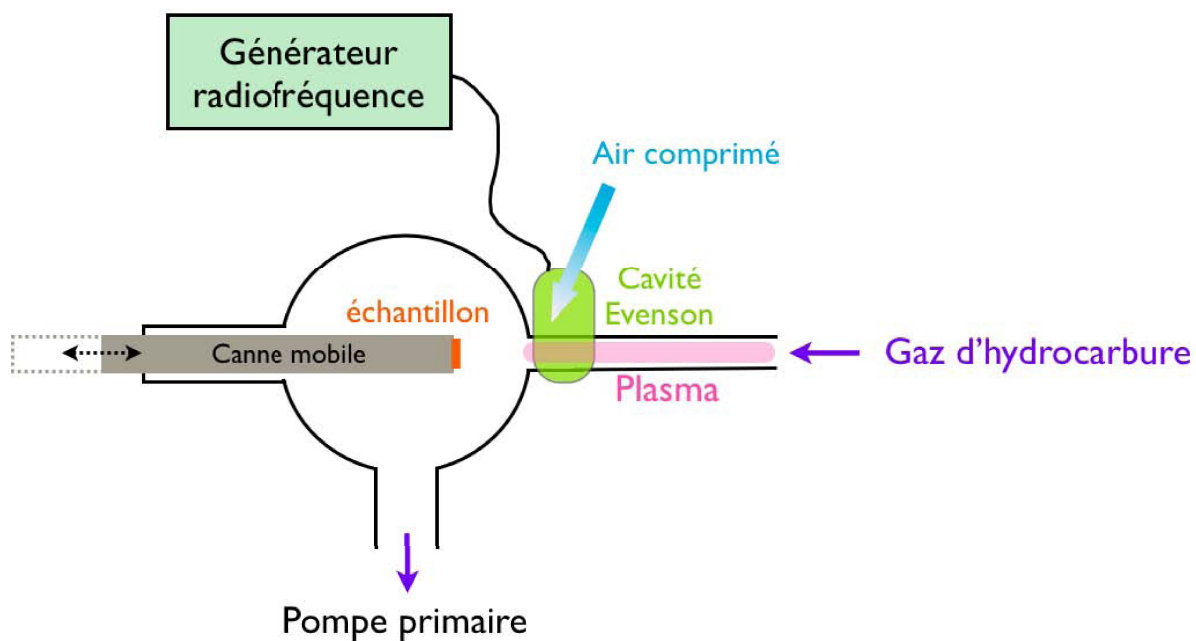 Générateur
radiofréquence
Air comprimé
Cavité
Evenson
échantillon
Canne mobile
Gaz d'hydrocarbure
Plasma
Pompe primaire